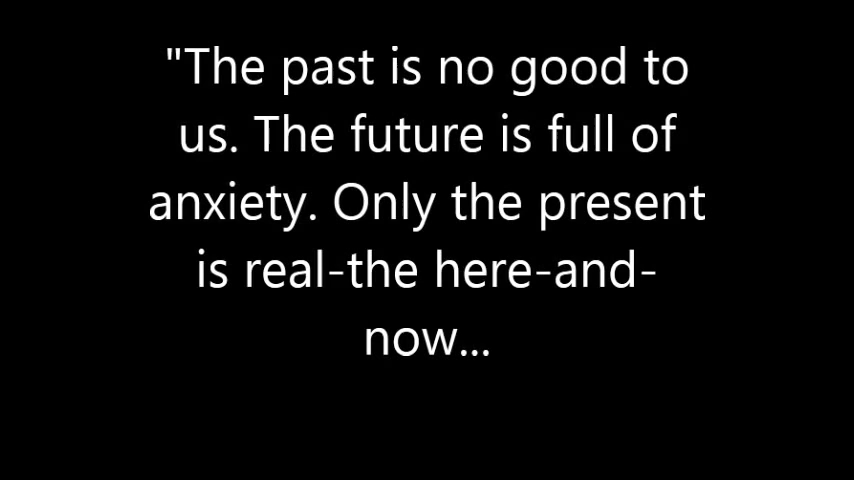 "The past is no good to
us. The future is full of
anxiety. Only the present
is real-the here-and-
now...